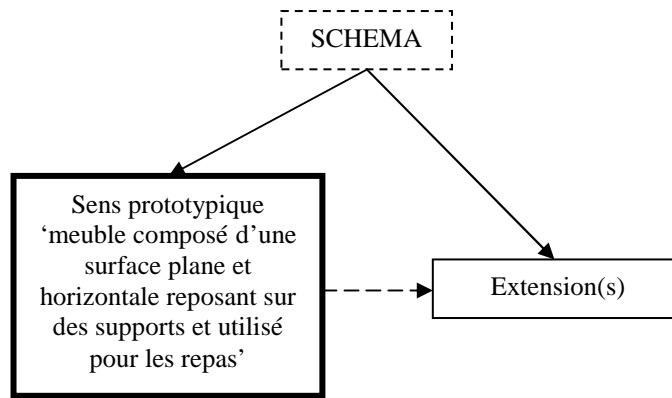 SCHEMA
Sens prototypique
‘meuble composé d’une
surface plane et
horizontale reposant sur
des supports et utilisé
pour les repas’
Extension(s)